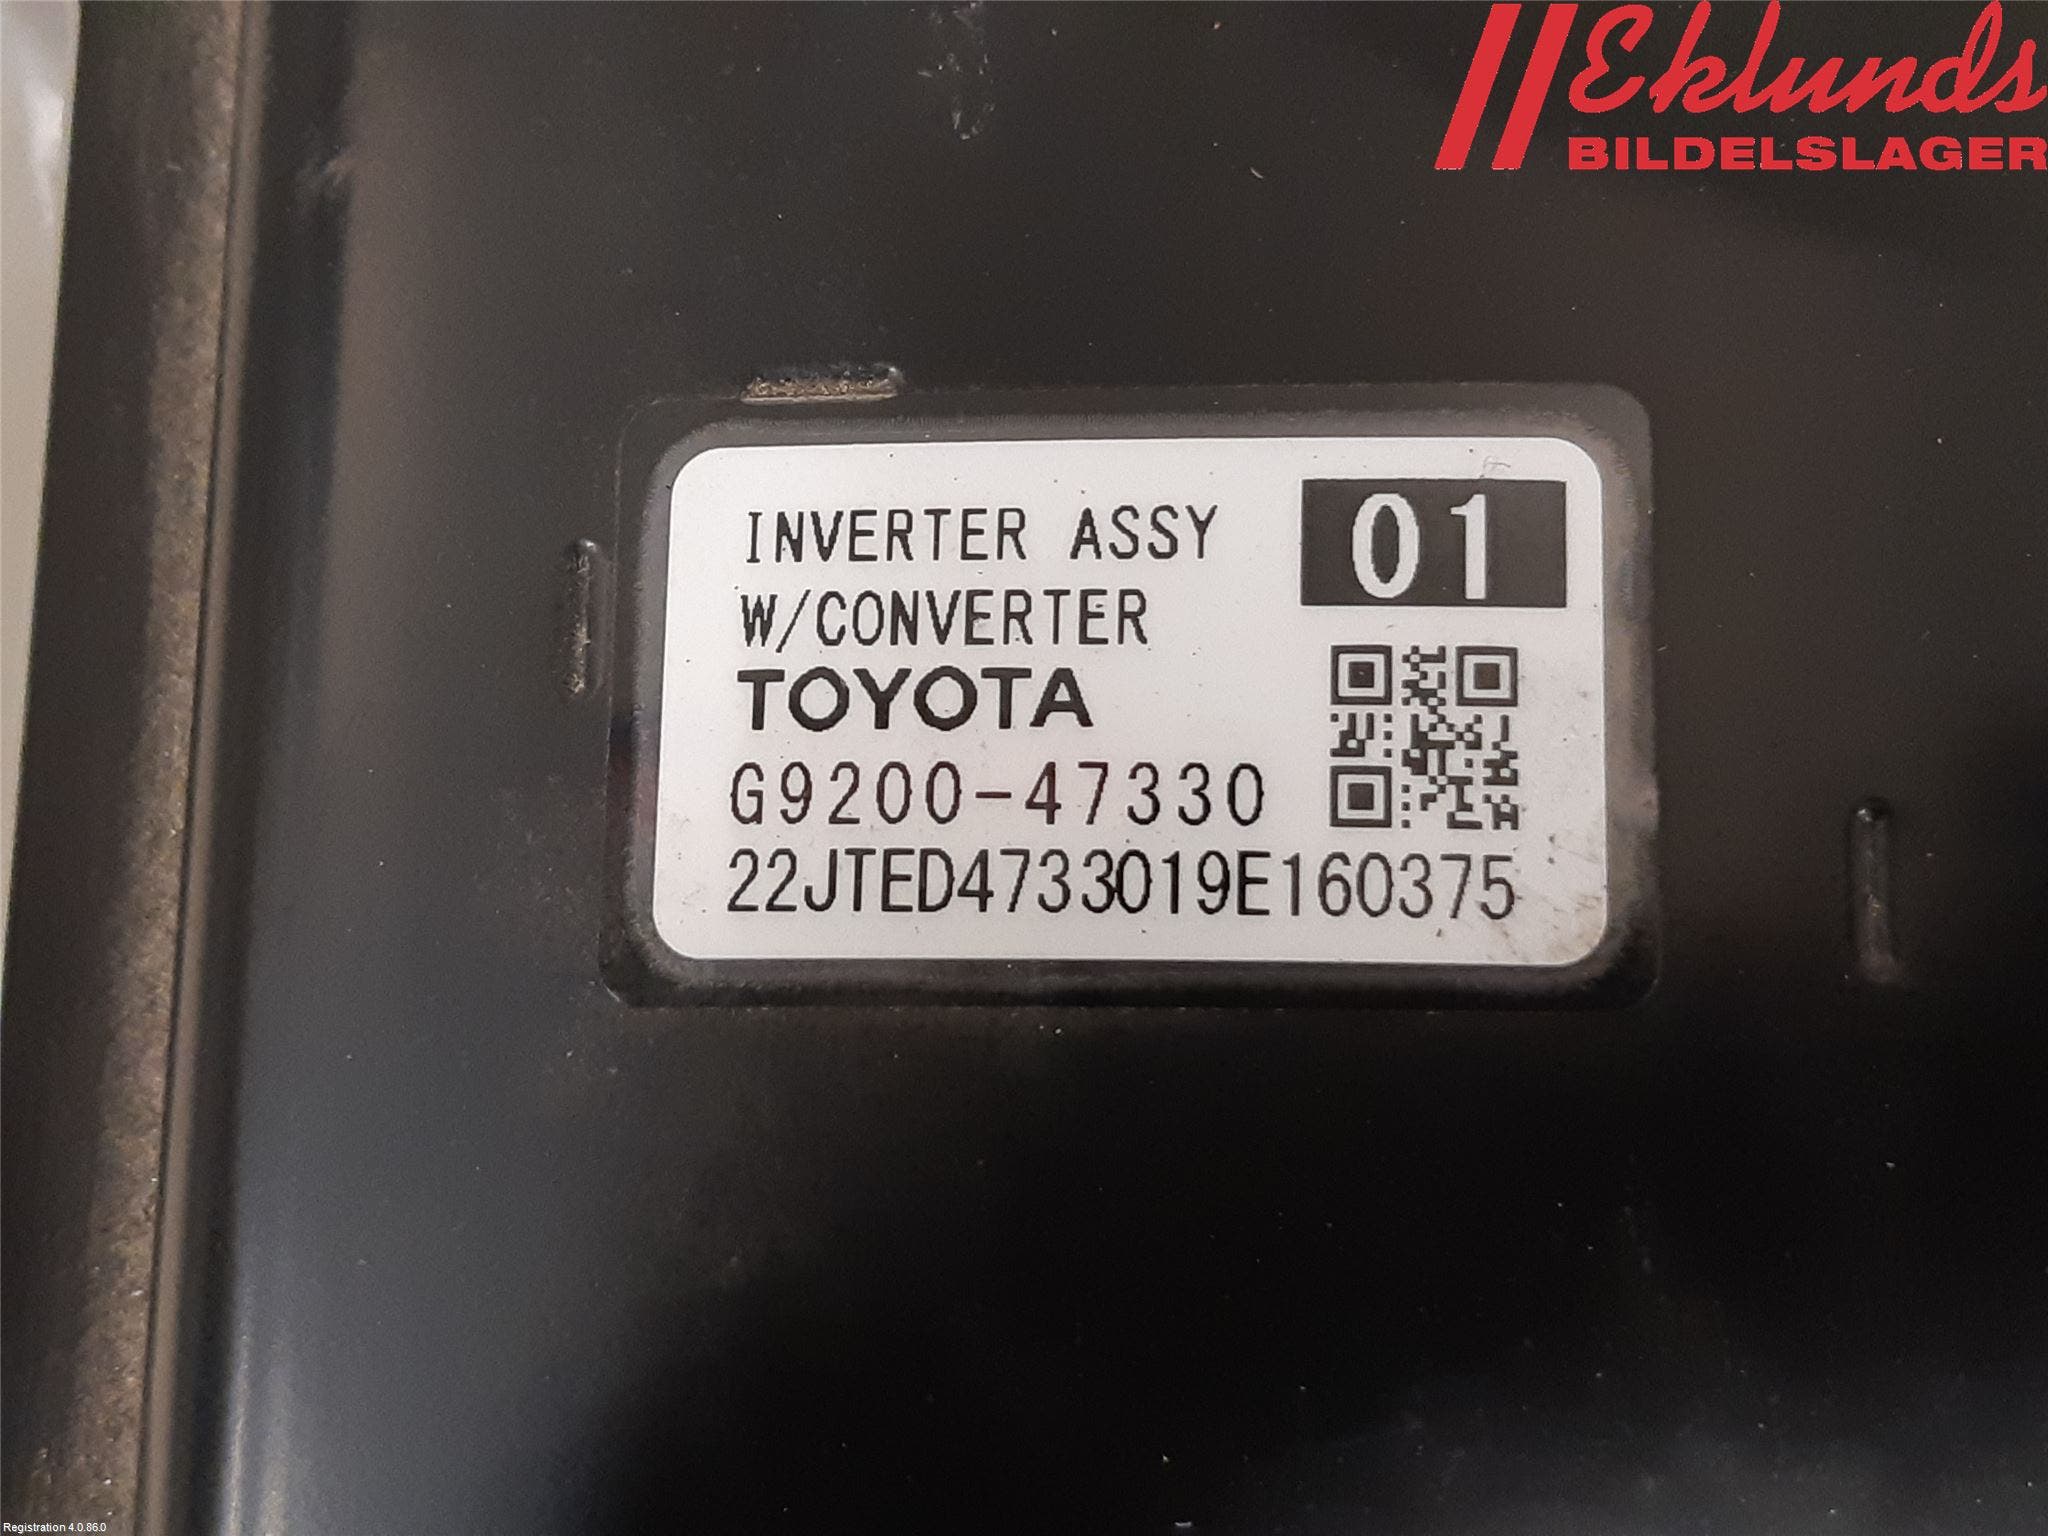 Eklunds
BILDELSLAGER
INVERTER ASSY
01
W/CONVERTER
TOYOTA
G9200-47330
22JTED4733019E160375
Registration 4.0.86.0